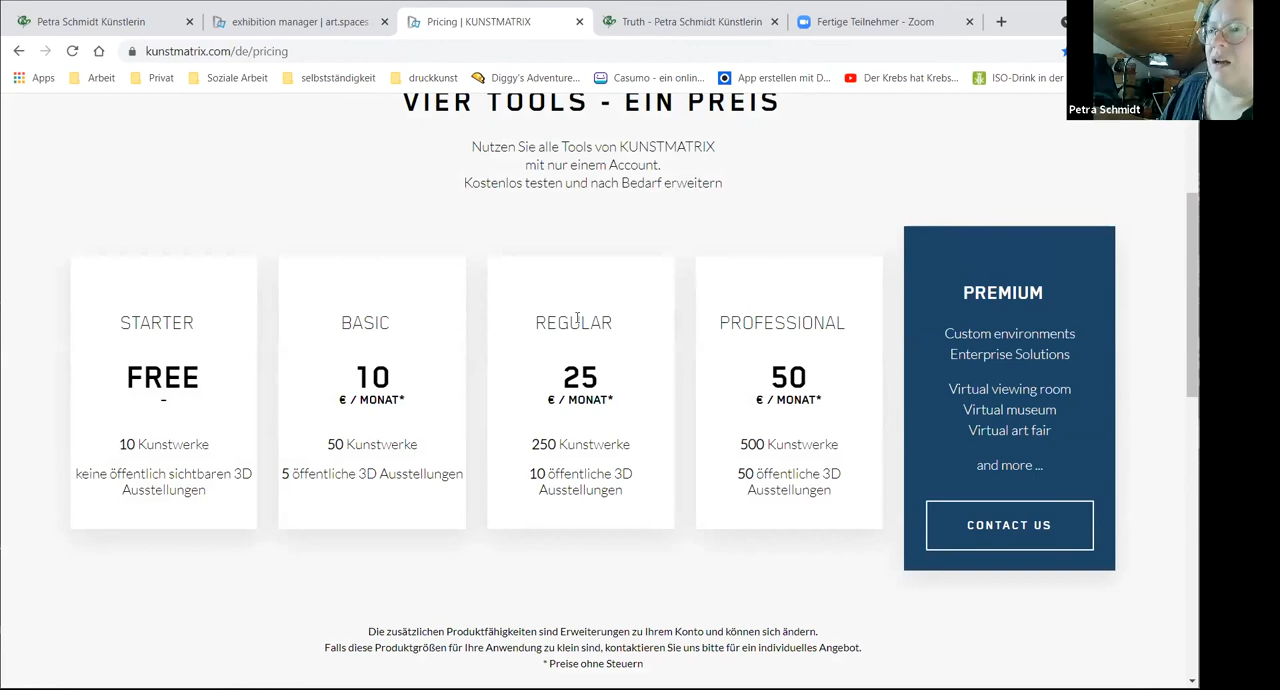 Petra Schmidt Künstlerin
exhibition manager | art.spaces
Pricing | KUNSTMATRIX
Truth - Petra Schmidt Künstlerin
Fertige Teilnehmer - Zoom
kunstmatrix.com/de/pricing
Apps
Arbeit
Privat
Soziale Arbeit
selbstständigkeit
druckkunst
Diggy's Adventure...
Casumo - ein onlin...
App erstellen mit D...
Der Krebs hat Krebs...
ISO-Drink in der
Petra Schmidt
VIER TOOLS - EIN PREIS
Nutzen Sie alle Tools von KUNSTMATRIX
mit nur einem Account.
Kostenlos testen und nach Bedarf erweitern
STARTER
FREE
-
10 Kunstwerke
keine öffentlich sichtbaren 3D
Ausstellungen
BASIC
10
€ / MONAT*
50 Kunstwerke
5 öffentliche 3D Ausstellungen
REGULAR
25
€ / MONAT*
250 Kunstwerke
10 öffentliche 3D
Ausstellungen
PROFESSIONAL
50
€ / MONAT*
500 Kunstwerke
50 öffentliche 3D
Ausstellungen
PREMIUM
Custom environments
Enterprise Solutions
Virtual viewing room
Virtual museum
Virtual art fair
and more ...
CONTACT US
Die zusätzlichen Produktfähigkeiten sind Erweiterungen zu Ihrem Konto und können sich ändern.
Falls diese Produktgrößen für Ihre Anwendung zu klein sind, kontaktieren Sie uns bitte für ein individuelles Angebot.
* Preise ohne Steuern